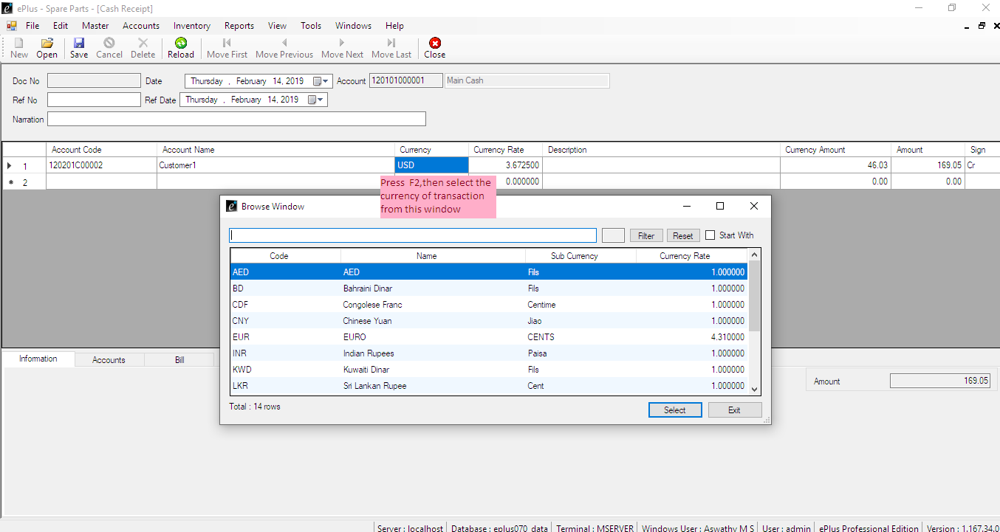 ePlus - Spare Parts - [Cash Receipt]
File Edit Master Accounts Inventory Reports View Tools Windows Help
New Open Save Cancel Delete Reload Move First Move Previous Move Next Move Last Close
Doc No Date Thursday , February 14, 2019 Account 120101000001 Main Cash
Ref No Ref Date Thursday , February 14, 2019
Narration
Account Code Account Name Currency Currency Rate Description Currency Amount Amount Sign
1 120201C00002 Customer1 USD 3.672500 46.03 169.05 Cr
* 2 0.000000 0.00 0.00
Press F2,then select the
currency of transaction
from this window
Browse Window
Filter Reset Start With
Code Name Sub Currency Currency Rate
AED AED Fils 1.000000
BD Bahraini Dinar Fils 1.000000
CDF Congolese Franc Centime 1.000000
CNY Chinese Yuan Jiao 1.000000
EUR EURO CENTS 4.310000
INR Indian Rupees Paisa 1.000000
KWD Kuwaiti Dinar Fils 1.000000
LKR Sri Lankan Rupee Cent 1.000000
Total : 14 rows
Select Exit
Information Accounts Bill
Amount 169.05
Server : localhost Database : eplus070_data Terminal : MSERVER Windows User : Aswathy M S User : admin ePlus Professional Edition Version : 1.167.34.0